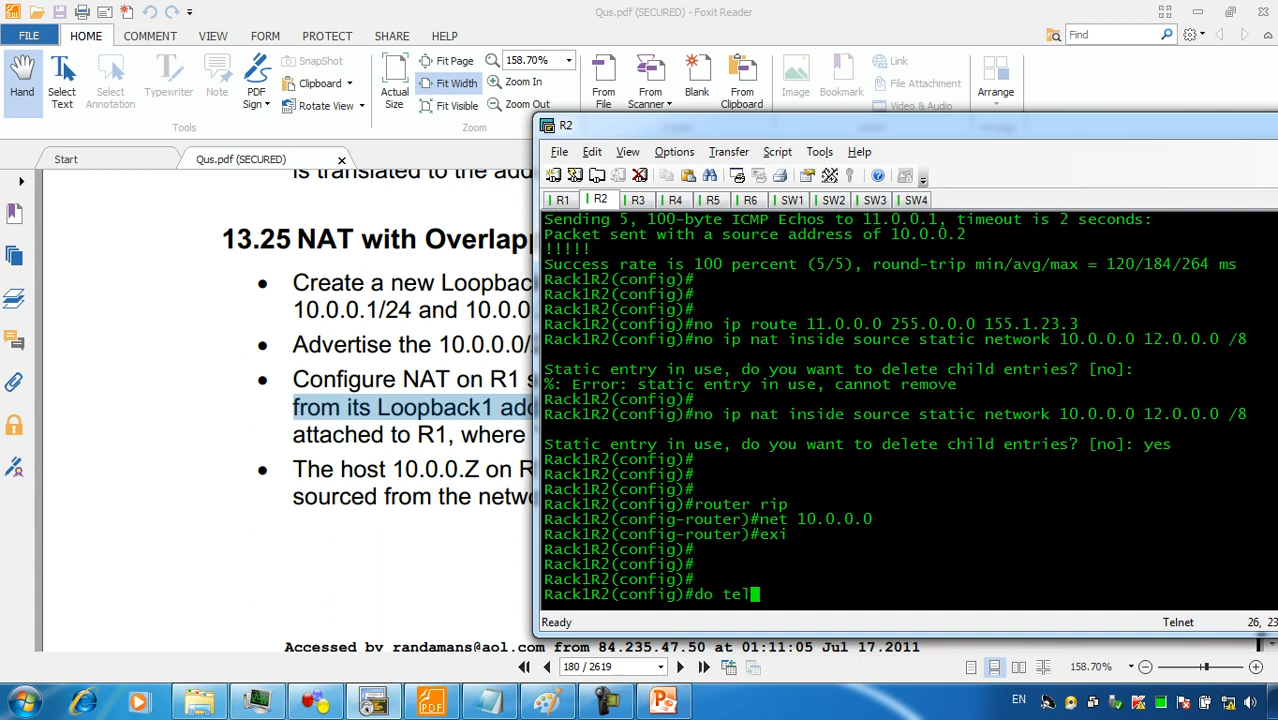 Qus.pdf (SECURED) - Foxit Reader
FILE HOME COMMENT VIEW FORM PROTECT SHARE HELP
Find
Hand
Select
Text
Select
Annotation
Typewriter
Note
PDF
Sign
SnapShot
Clipboard
Rotate View
Tools
Actual
Size
Fit Page
Fit Width
Fit Visible
158.70%
Zoom In
Zoom Out
Zoom
From
File
From
Scanner
Blank
From
Clipboard
Image
Bookmark
Link
File Attachment
Video & Audio
Arrange
Start
Qus.pdf (SECURED)
is translated to the add
13.25 NAT with Overlapp
• Create a new Loopbac
10.0.0.1/24 and 10.0.0
• Advertise the 10.0.0.0/
• Configure NAT on R1 s
from its Loopback1 add
attached to R1, where
• The host 10.0.0.Z on R
sourced from the netwo
Accessed by randamans@aol.com from 84.235.47.50 at 01:11:05 Jul 17.2011
R2
File Edit View Options Transfer Script Tools Help
R1 R2 R3 R4 R5 R6 SW1 SW2 SW3 SW4
Sending 5, 100-byte ICMP Echos to 11.0.0.1, timeout is 2 seconds:
Packet sent with a source address of 10.0.0.2
!!!!!
Success rate is 100 percent (5/5), round-trip min/avg/max = 120/184/264 ms
Rack1R2(config)#
Rack1R2(config)#
Rack1R2(config)#
Rack1R2(config)#no ip route 11.0.0.0 255.0.0.0 155.1.23.3
Rack1R2(config)#no ip nat inside source static network 10.0.0.0 12.0.0.0 /8
Static entry in use, do you want to delete child entries? [no]:
%: Error: static entry in use, cannot remove
Rack1R2(config)#
Rack1R2(config)#no ip nat inside source static network 10.0.0.0 12.0.0.0 /8
Static entry in use, do you want to delete child entries? [no]: yes
Rack1R2(config)#
Rack1R2(config)#
Rack1R2(config)#
Rack1R2(config)#router rip
Rack1R2(config-router)#net 10.0.0.0
Rack1R2(config-router)#exi
Rack1R2(config)#
Rack1R2(config)#
Rack1R2(config)#
Rack1R2(config)#do tel
Ready
Telnet
26, 23
180 / 2619
158.70%
EN